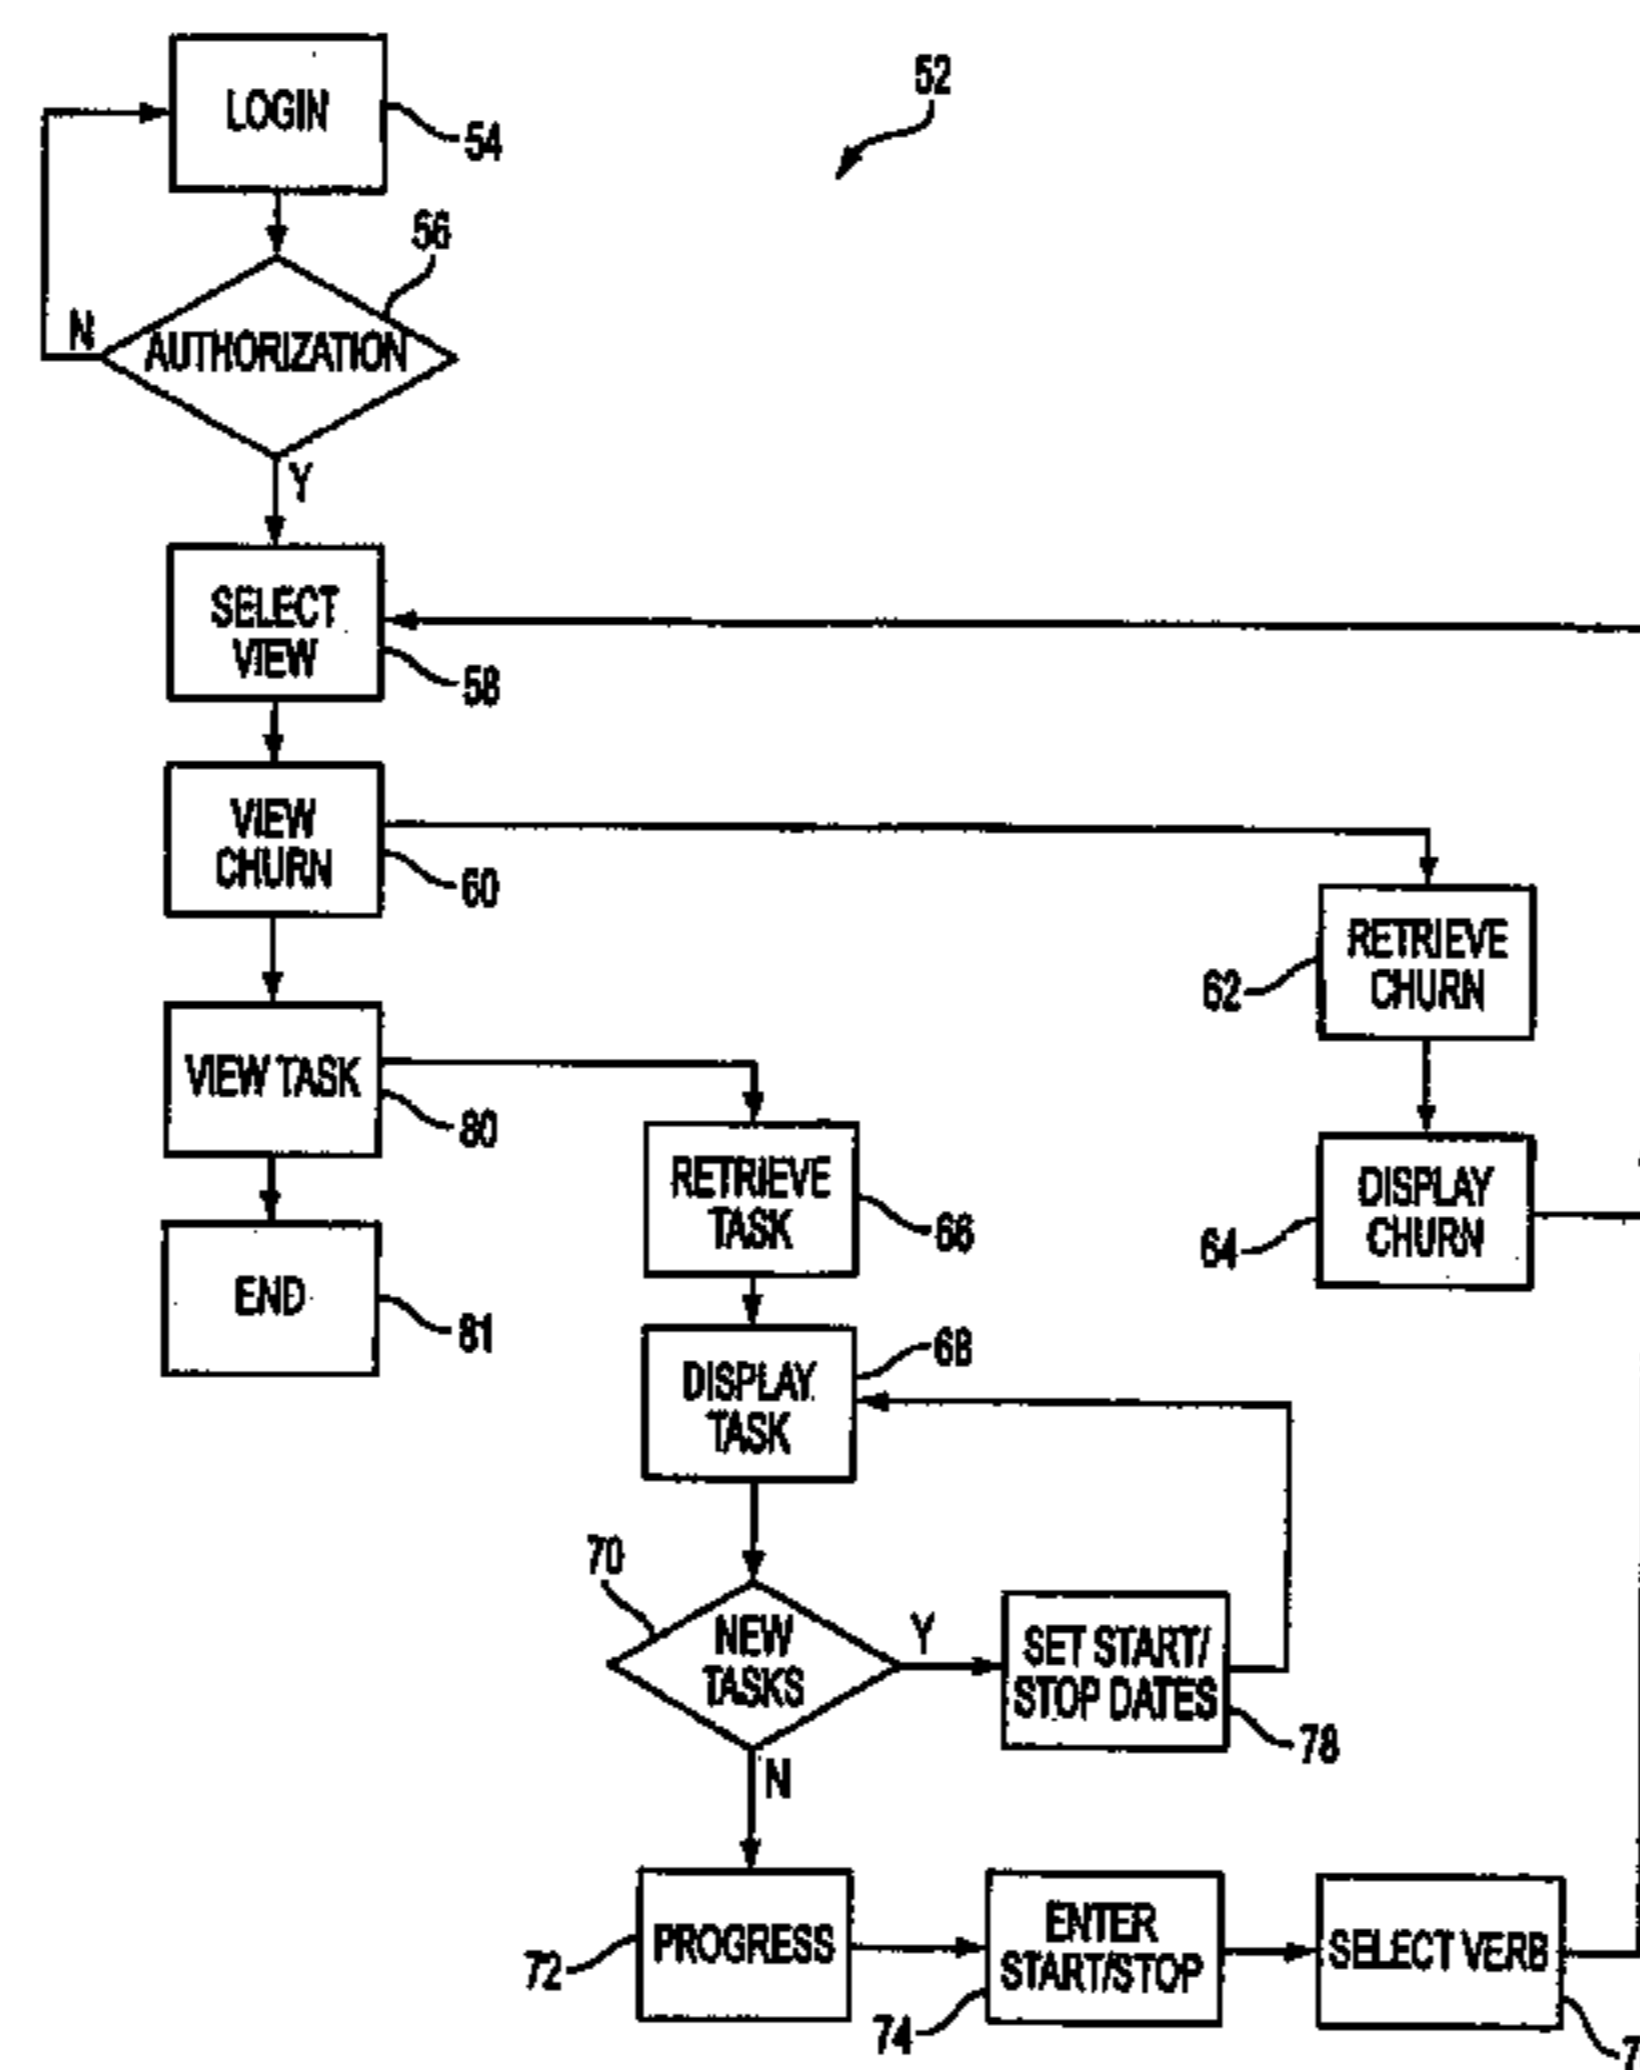 LOGIN
54
52
56
AUTHORIZATION
N
Y
SELECT
VIEW
58
VIEW
CHURN
60
RETRIEVE
CHURN
62
VIEW TASK
80
RETRIEVE
TASK
66
DISPLAY
CHURN
64
END
81
DISPLAY
TASK
68
70
NEW
TASKS
Y
SET START/
STOP DATES
78
N
PROGRESS
72
ENTER
START/STOP
74
SELECT VERB